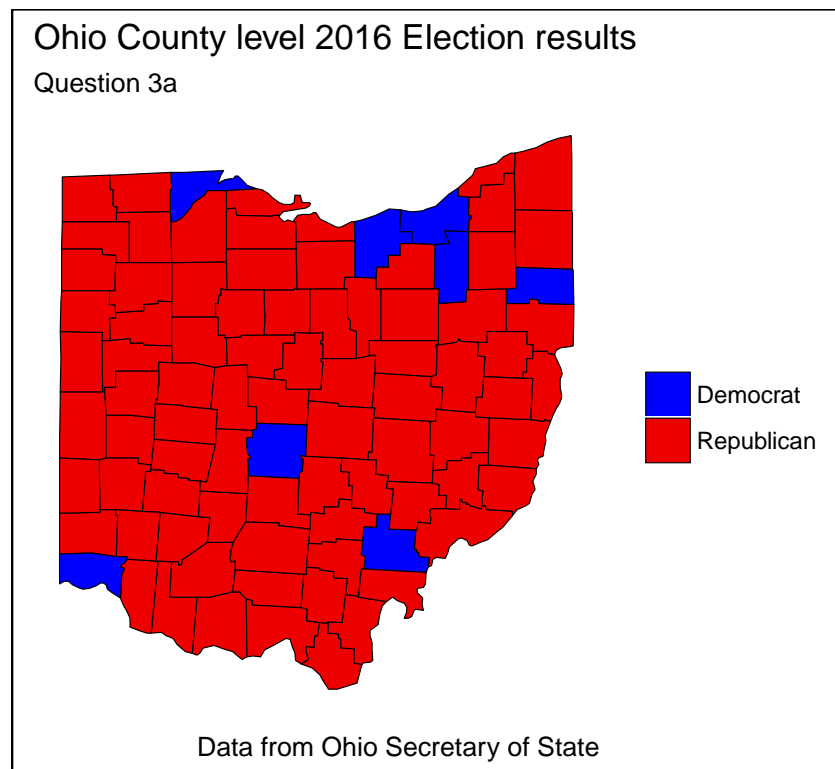 Ohio County level 2016 Election results
Question 3a
Democrat
Republican
Data from Ohio Secretary of State